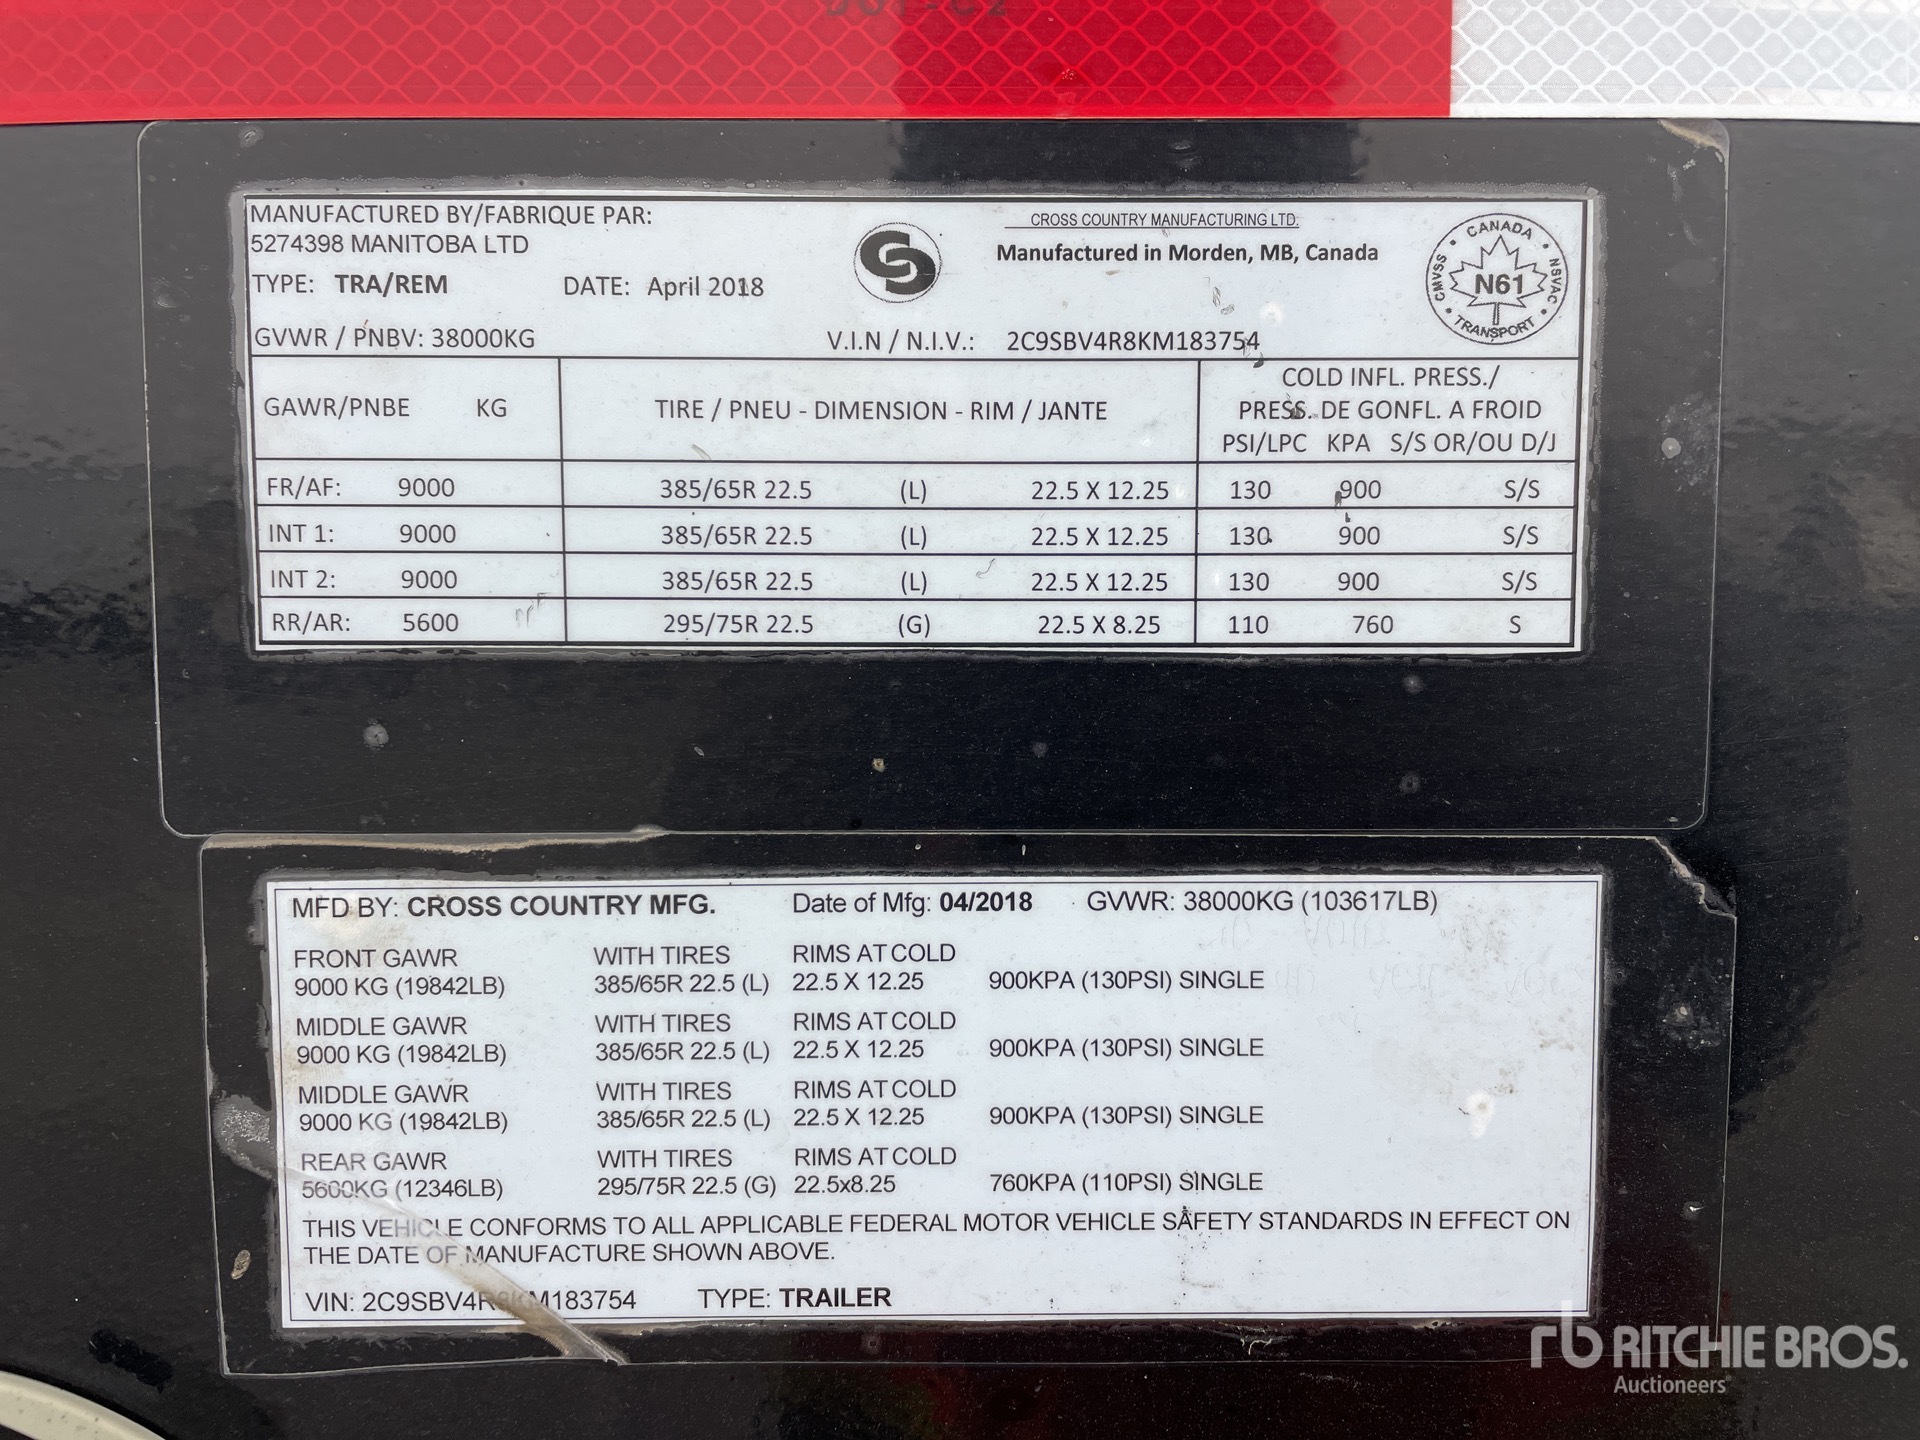 DOT-C2
MANUFACTURED BY/FABRIQUE PAR:
5274398 MANITOBA LTD
TYPE: TRA/REM DATE: April 2018
CROSS COUNTRY MANUFACTURING LTD.
Manufactured in Morden, MB, Canada
CANADA
CMVSS N61 NSVAC
TRANSPORT
GVWR / PNBV: 38000KG V.I.N / N.I.V.: 2C9SBV4R8KM183754
GAWR/PNBE KG TIRE / PNEU - DIMENSION - RIM / JANTE
COLD INFL. PRESS./
PRESS. DE GONFL. A FROID
PSI/LPC KPA S/S OR/OU D/J
FR/AF: 9000 385/65R 22.5 (L) 22.5 X 12.25 130 900 S/S
INT 1: 9000 385/65R 22.5 (L) 22.5 X 12.25 130 900 S/S
INT 2: 9000 385/65R 22.5 (L) 22.5 X 12.25 130 900 S/S
RR/AR: 5600 295/75R 22.5 (G) 22.5 X 8.25 110 760 S
MFD BY: CROSS COUNTRY MFG. Date of Mfg: 04/2018 GVWR: 38000KG (103617LB)
FRONT GAWR WITH TIRES RIMS AT COLD
9000 KG (19842LB) 385/65R 22.5 (L) 22.5 X 12.25 900KPA (130PSI) SINGLE
MIDDLE GAWR WITH TIRES RIMS AT COLD
9000 KG (19842LB) 385/65R 22.5 (L) 22.5 X 12.25 900KPA (130PSI) SINGLE
MIDDLE GAWR WITH TIRES RIMS AT COLD
9000 KG (19842LB) 385/65R 22.5 (L) 22.5 X 12.25 900KPA (130PSI) SINGLE
REAR GAWR WITH TIRES RIMS AT COLD
5600KG (12346LB) 295/75R 22.5 (G) 22.5x8.25 760KPA (110PSI) SINGLE
THIS VEHICLE CONFORMS TO ALL APPLICABLE FEDERAL MOTOR VEHICLE SAFETY STANDARDS IN EFFECT ON
THE DATE OF MANUFACTURE SHOWN ABOVE.
VIN: 2C9SBV4R8KM183754 TYPE: TRAILER
rb RITCHIE BROS.
Auctioneers